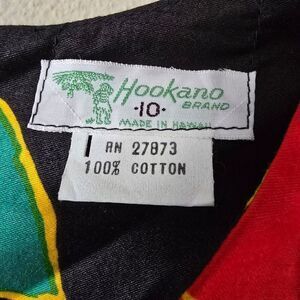 Hookano
BRAND
·10·
MADE IN HAWAII
RN 27873
100% COTTON